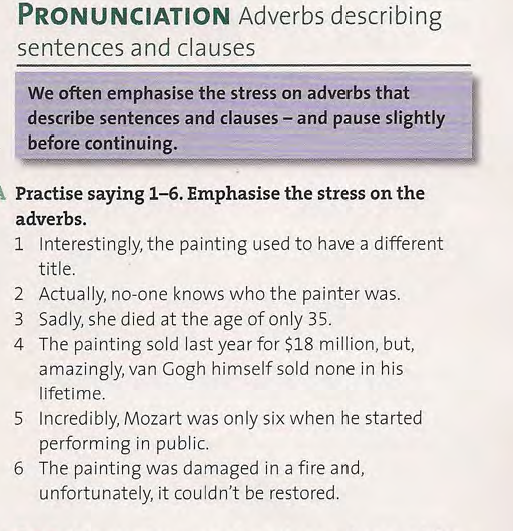 PRONUNCIATION Adverbs describing
sentences and clauses
We often emphasise the stress on adverbs that
describe sentences and clauses – and pause slightly
before continuing.
A Practise saying 1–6. Emphasise the stress on the
adverbs.
1 Interestingly, the painting used to have a different
title.
2 Actually, no-one knows who the painter was.
3 Sadly, she died at the age of only 35.
4 The painting sold last year for $18 million, but,
amazingly, van Gogh himself sold none in his
lifetime.
5 Incredibly, Mozart was only six when he started
performing in public.
6 The painting was damaged in a fire and,
unfortunately, it couldn't be restored.